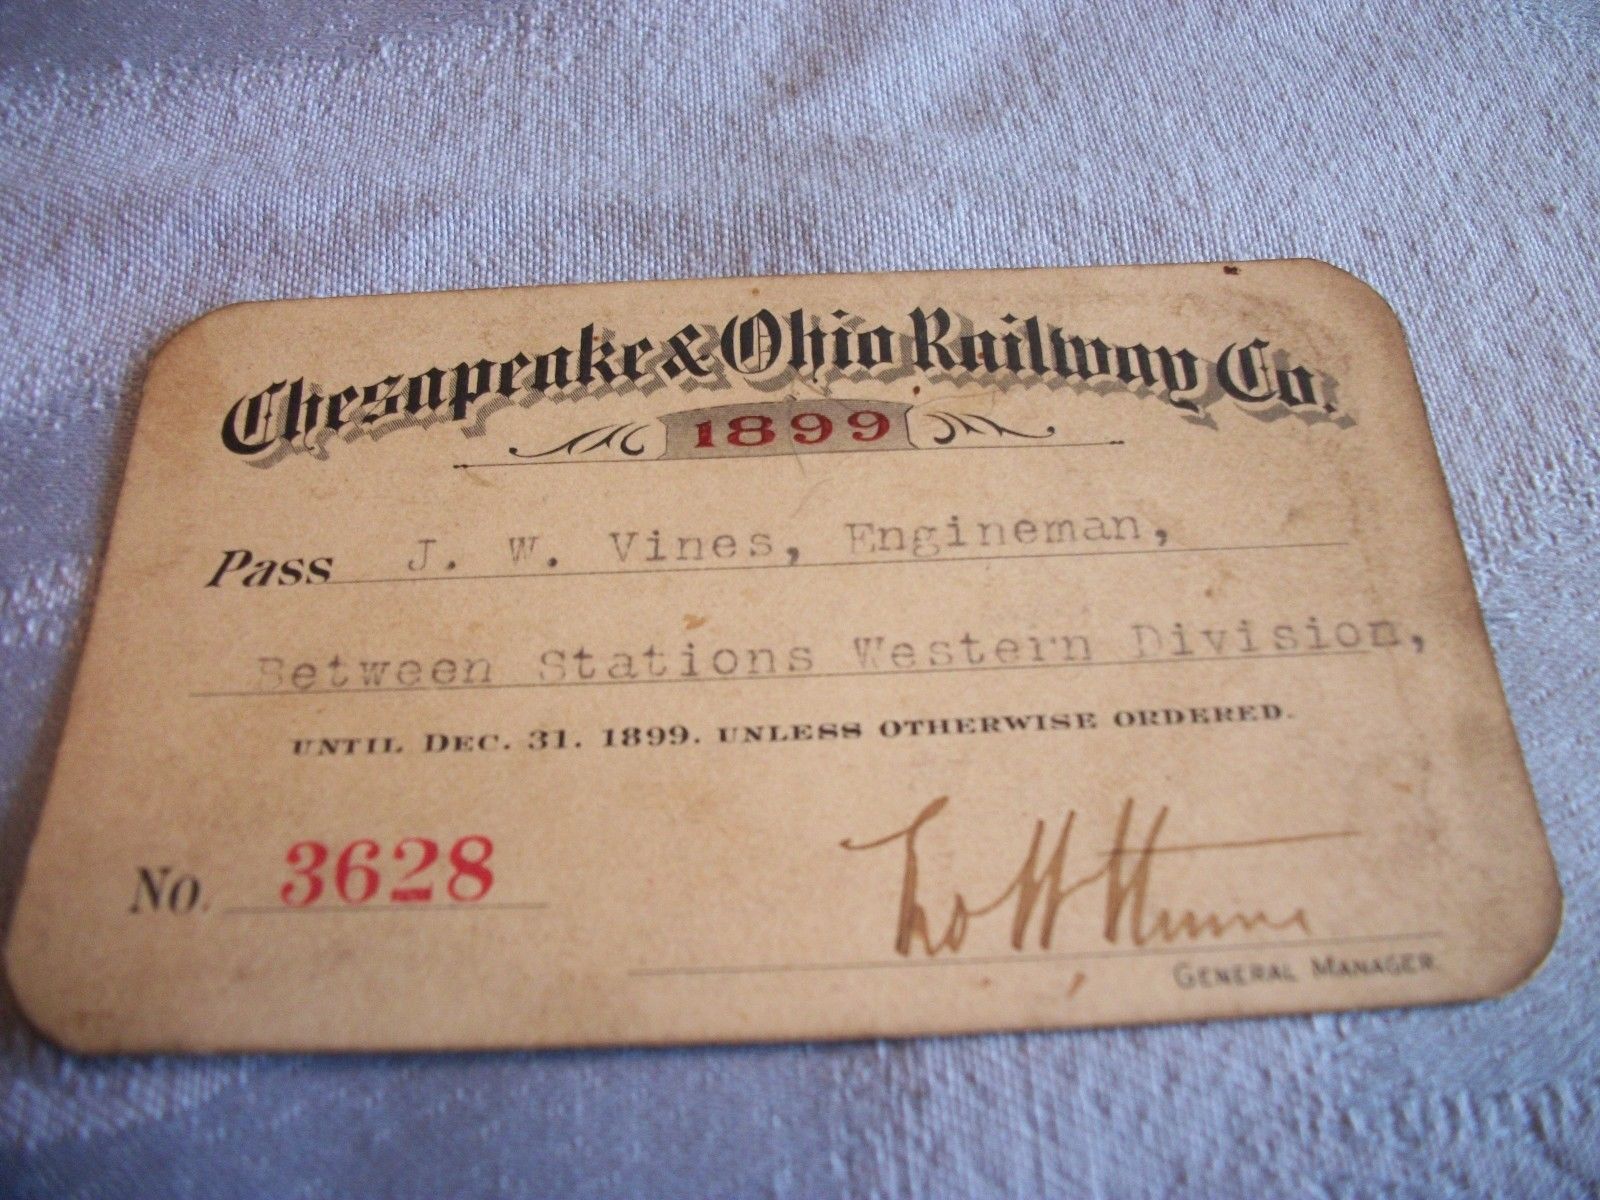 Chesapeake & Ohio Railway Co.
1899
Pass J. W. Vines, Engineman,
Between Stations Western Division,
UNTIL DEC. 31. 1899. UNLESS OTHERWISE ORDERED.
No. 3628
GENERAL MANAGER.